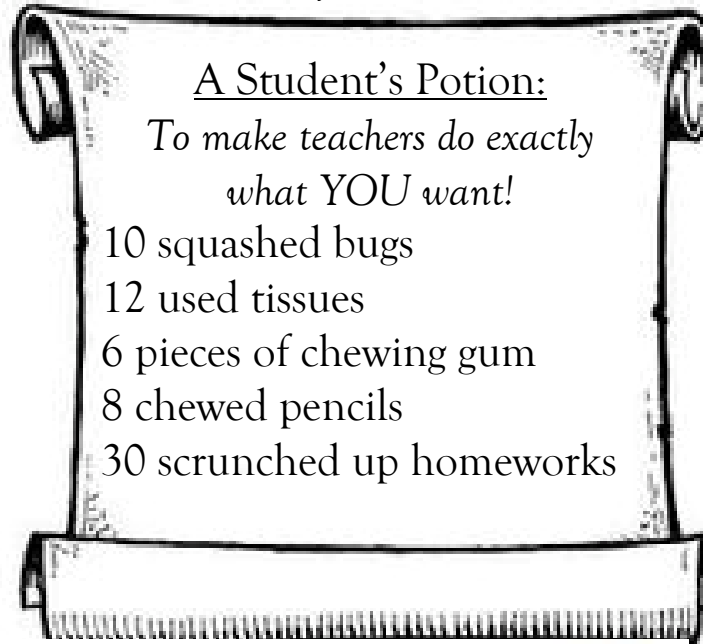 A Student's Potion:
To make teachers do exactly
what YOU want!
10 squashed bugs
12 used tissues
6 pieces of chewing gum
8 chewed pencils
30 scrunched up homeworks